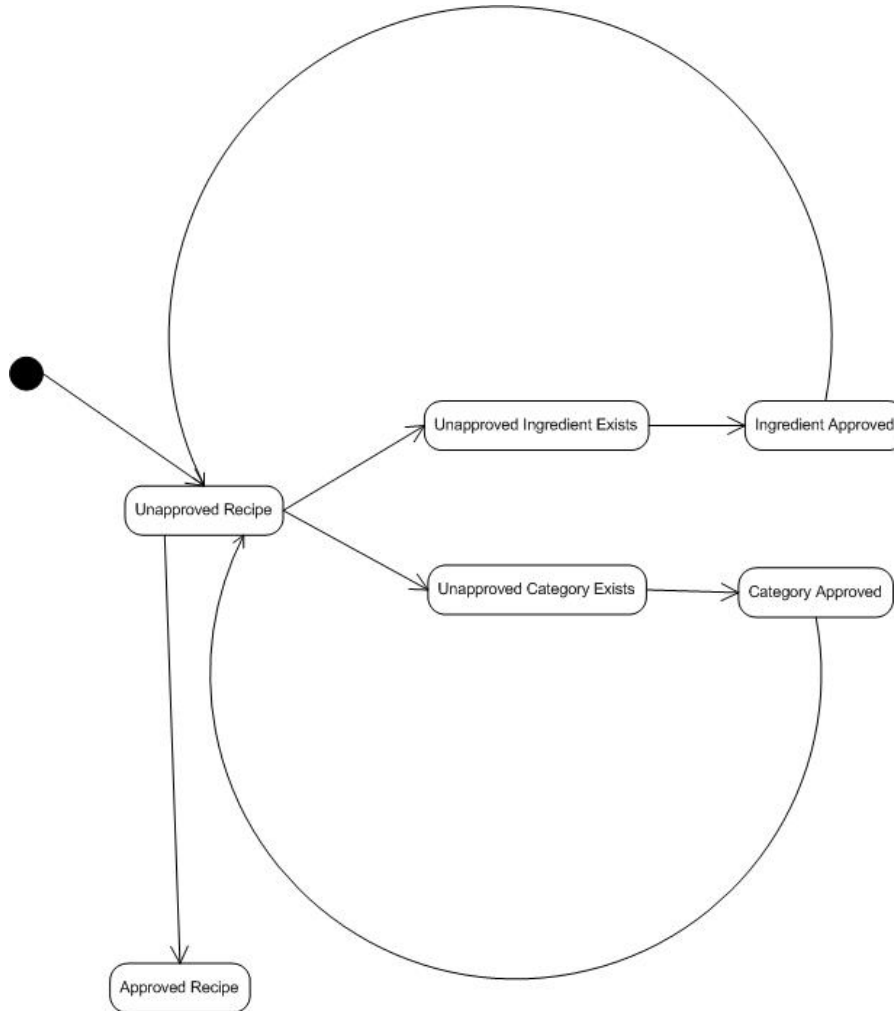 Unapproved Ingredient Exists
Ingredient Approved
Unapproved Recipe
Unapproved Category Exists
Category Approved
Approved Recipe